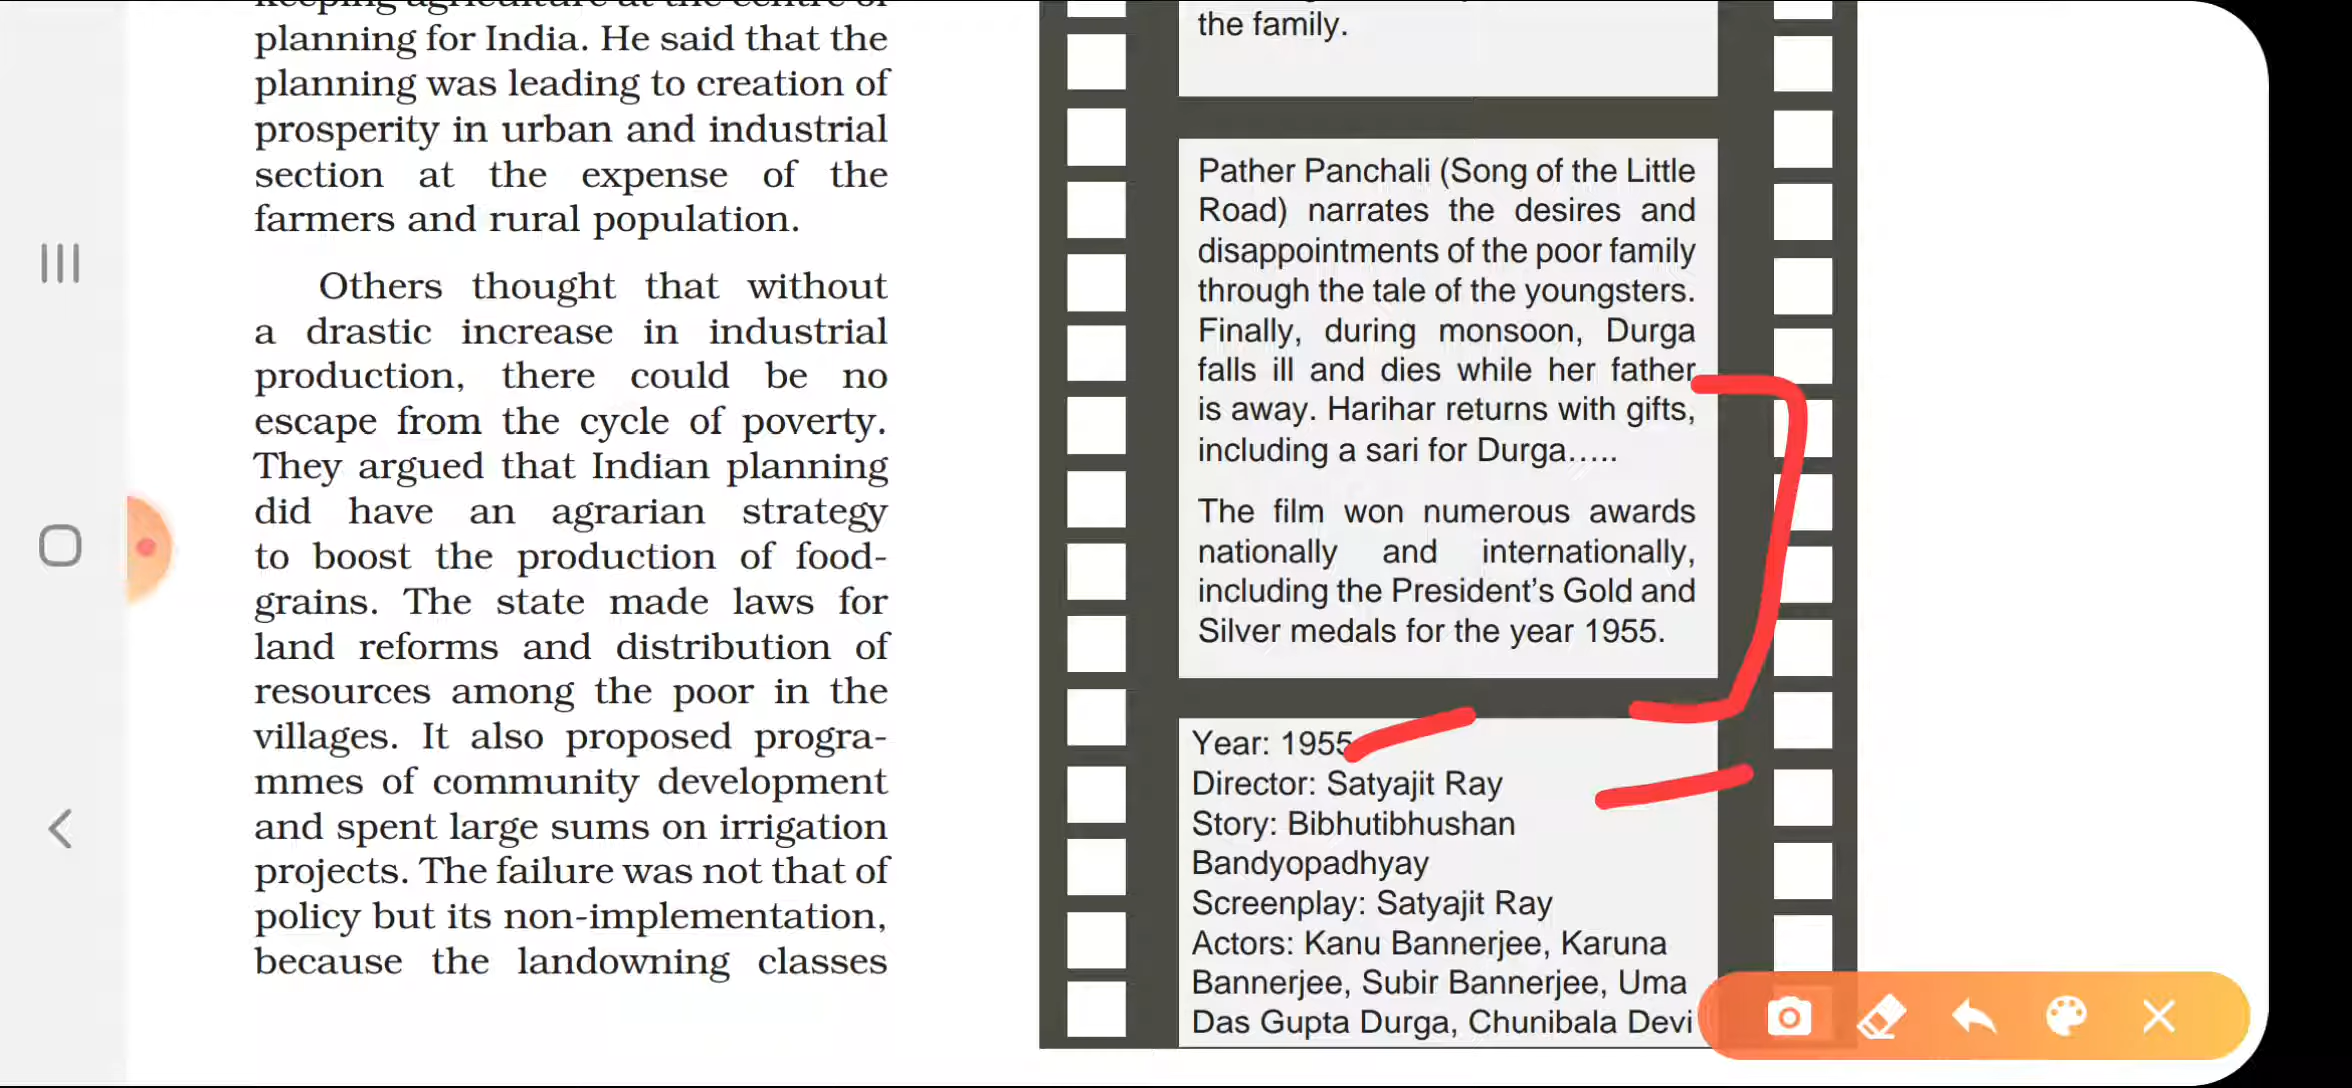 keeping agriculture at the centre of
planning for India. He said that the
planning was leading to creation of
prosperity in urban and industrial
section at the expense of the
farmers and rural population.
Others thought that without
a drastic increase in industrial
production, there could be no
escape from the cycle of poverty.
They argued that Indian planning
did have an agrarian strategy
to boost the production of food-
grains. The state made laws for
land reforms and distribution of
resources among the poor in the
villages. It also proposed progra-
mmes of community development
and spent large sums on irrigation
projects. The failure was not that of
policy but its non-implementation,
because the landowning classes
the family.
Pather Panchali (Song of the Little
Road) narrates the desires and
disappointments of the poor family
through the tale of the youngsters.
Finally, during monsoon, Durga
falls ill and dies while her father
is away. Harihar returns with gifts,
including a sari for Durga.....
The film won numerous awards
nationally and internationally,
including the President's Gold and
Silver medals for the year 1955.
Year: 1955
Director: Satyajit Ray
Story: Bibhutibhushan
Bandyopadhyay
Screenplay: Satyajit Ray
Actors: Kanu Bannerjee, Karuna
Bannerjee, Subir Bannerjee, Uma
Das Gupta Durga, Chunibala Devi